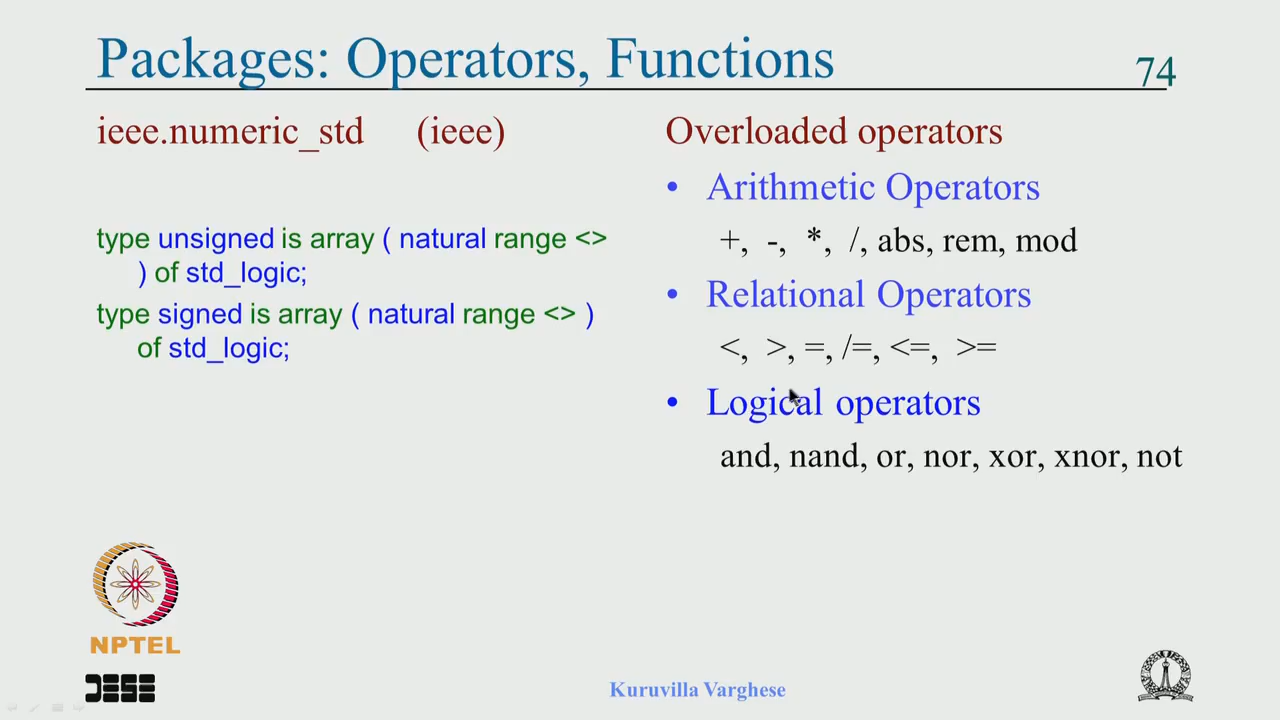 Packages: Operators, Functions
74
ieee.numeric_std (ieee)
type unsigned is array ( natural range <>
) of std_logic;
type signed is array ( natural range <> )
of std_logic;
Overloaded operators
• Arithmetic Operators
+, -, *, /, abs, rem, mod
• Relational Operators
<, >, =, /=, <=, >=
• Logical operators
and, nand, or, nor, xor, xnor, not
NPTEL
DESE
Kuruvilla Varghese